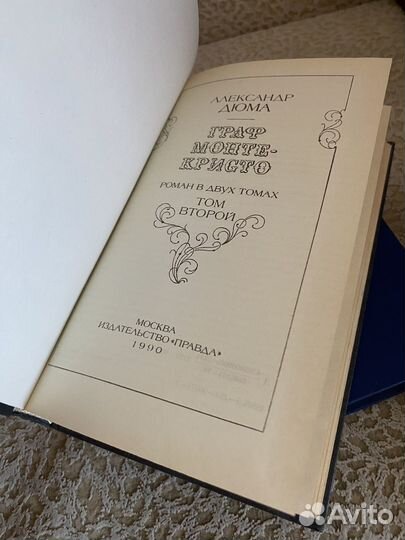 АЛЕКСАНДР
ДЮМА
ГРАФ
МОНТЕ-
КРИСТО
РОМАН В ДВУХ ТОМАХ
ТОМ
ВТОРОЙ
МОСКВА
ИЗДАТЕЛЬСТВО «ПРАВДА»
1990
Avito